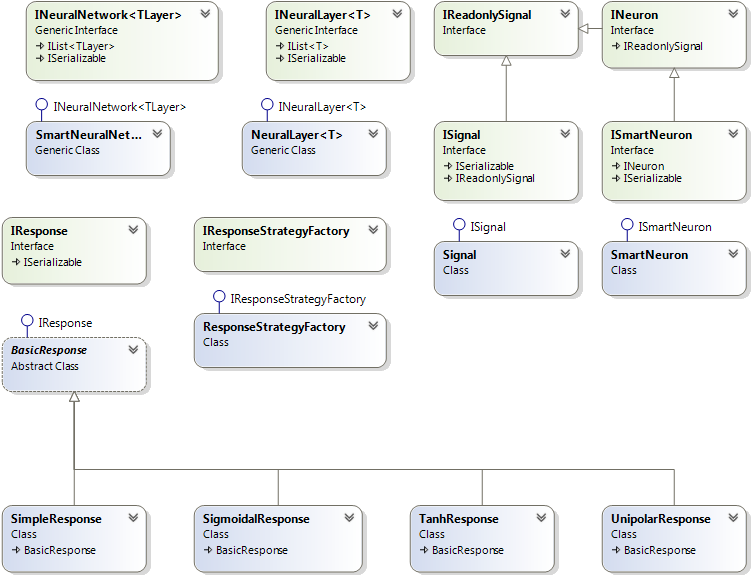 INeuralNetwork<TLayer>
Generic Interface
IList<TLayer>
ISerializable
INeuralLayer<T>
Generic Interface
IList<T>
ISerializable
IReadonlySignal
Interface
INeuron
Interface
IReadonlySignal
INeuralNetwork<TLayer>
SmartNeuralNet...
Generic Class
INeuralLayer<T>
NeuralLayer<T>
Generic Class
ISignal
Interface
ISerializable
IReadonlySignal
ISmartNeuron
Interface
INeuron
ISerializable
IResponse
Interface
ISerializable
IResponseStrategyFactory
Interface
ISignal
Signal
Class
ISmartNeuron
SmartNeuron
Class
IResponseStrategyFactory
ResponseStrategyFactory
Class
IResponse
BasicResponse
Abstract Class
SimpleResponse
Class
BasicResponse
SigmoidalResponse
Class
BasicResponse
TanhResponse
Class
BasicResponse
UnipolarResponse
Class
BasicResponse